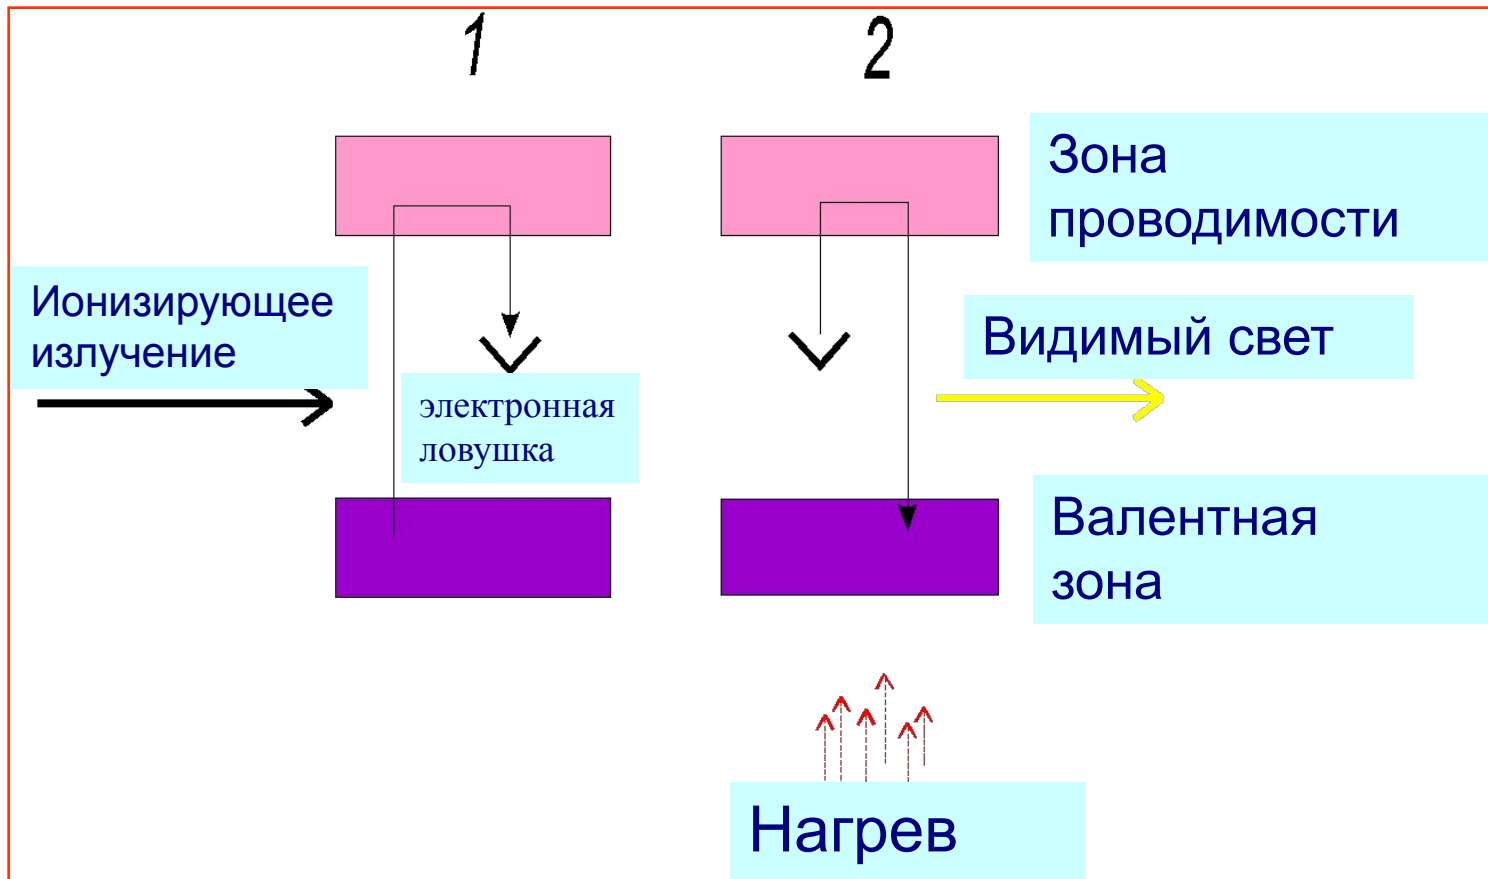 1
2
Зона
проводимости
Ионизирующее
излучение
Видимый свет
электронная
ловушка
Валентная
зона
Нагрев